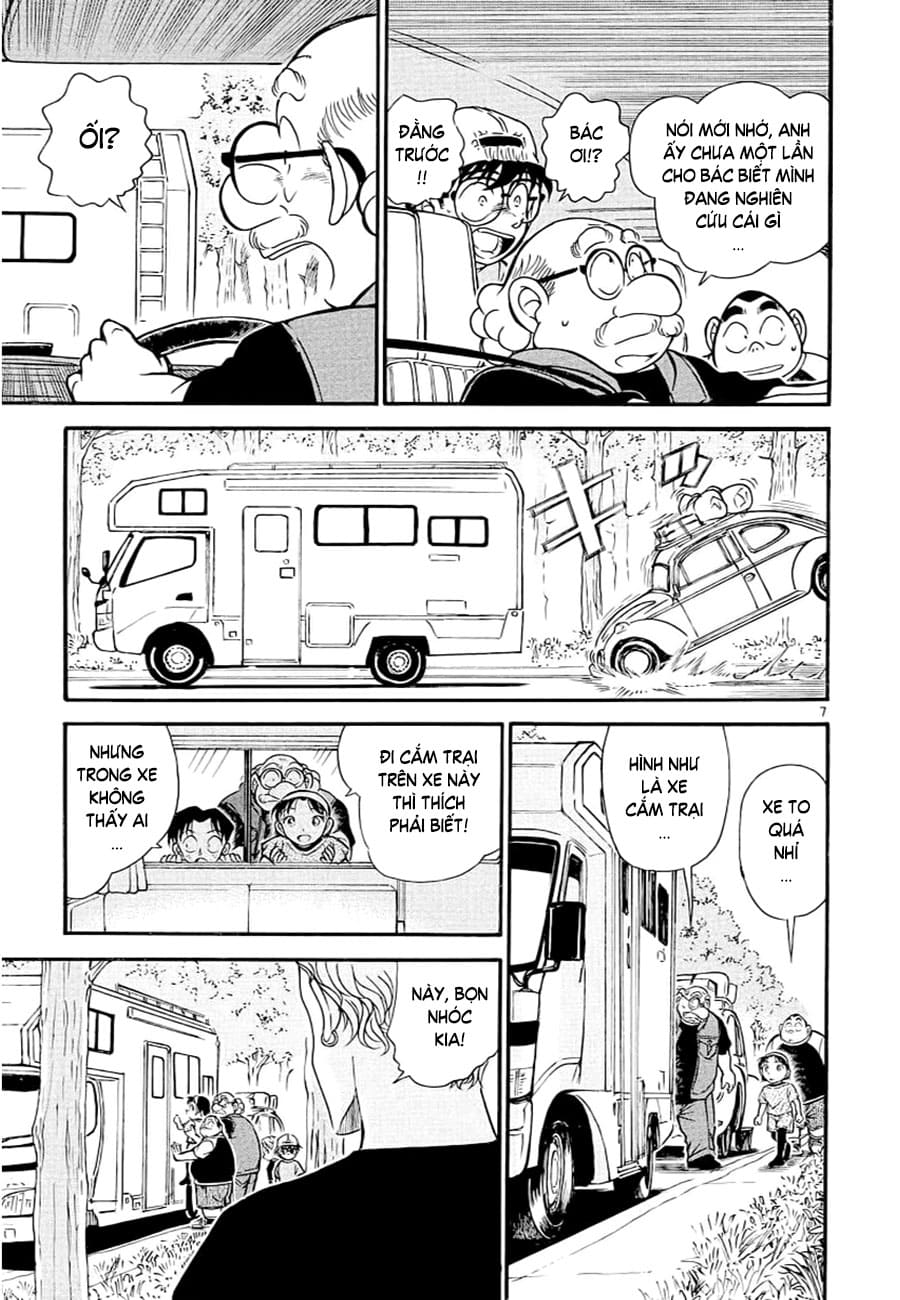 NÓI MỚI NHỚ, ANH
ẤY CHƯA MỘT LẦN
CHO BÁC BIẾT MÌNH
ĐANG NGHIÊN
CỨU CÁI GÌ
...
BÁC
ƠI!?
ĐẰNG
TRƯỚC
!!
ỐI?
キッ
7
XE TO
QUÁ
NHỈ
...
HÌNH NHƯ
LÀ XE
CẮM TRẠI
...
ĐI CẮM TRẠI
TRÊN XE NÀY
THÌ THÍCH
PHẢI BIẾT!
NHƯNG
TRONG XE
KHÔNG
THẤY AI
...
NÀY, BỌN
NHÓC
KIA!